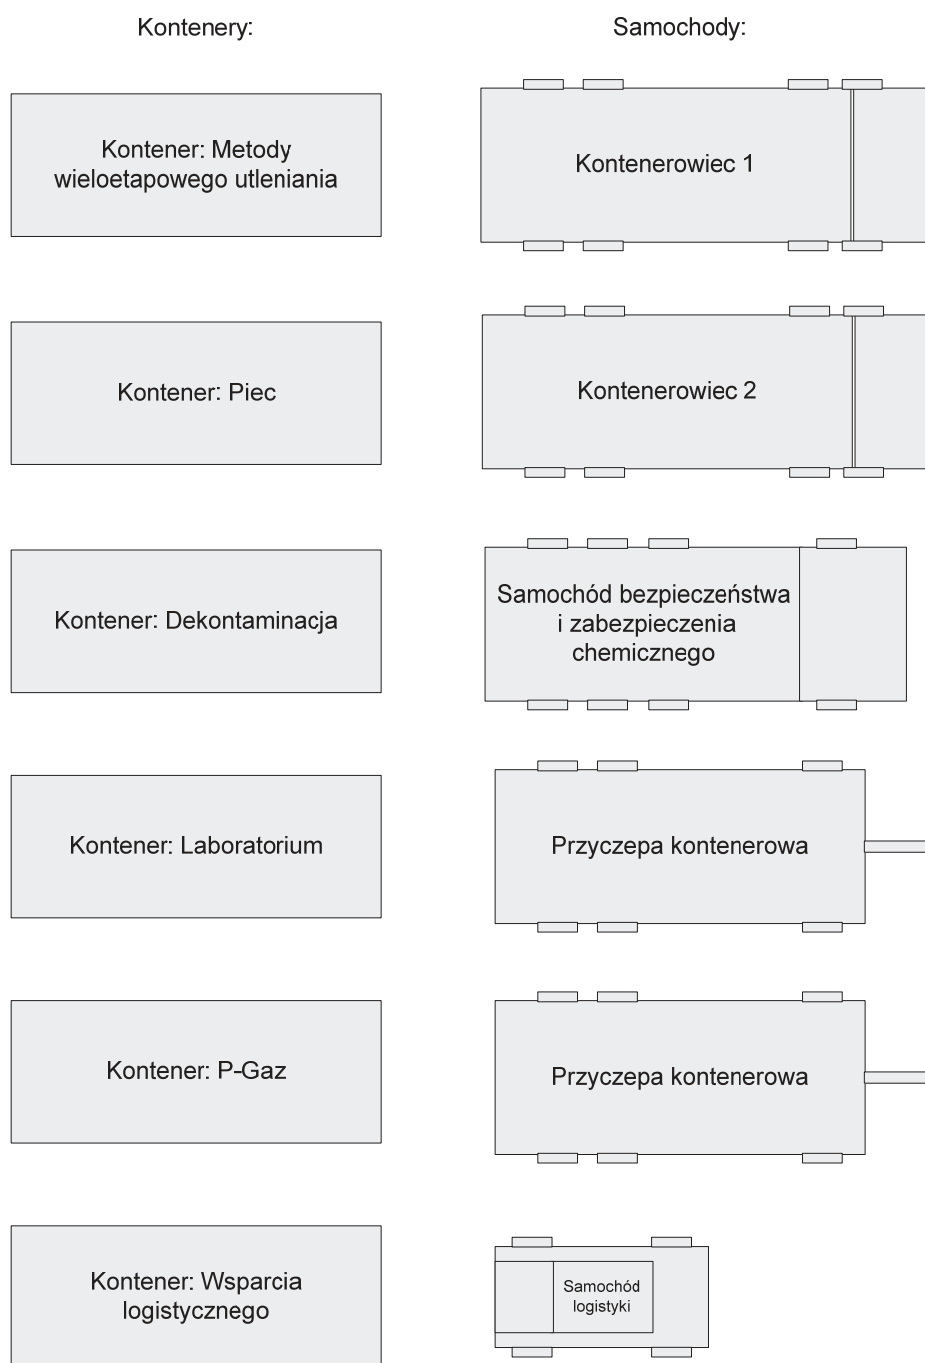 Kontenery:
Samochody:
Kontener: Metody
wieloetapowego utleniania
Kontenerowiec 1
Kontener: Piec
Kontenerowiec 2
Kontener: Dekontaminacja
Samochód bezpieczeństwa
i zabezpieczenia
chemicznego
Kontener: Laboratorium
Przyczepa kontenerowa
Kontener: P-Gaz
Przyczepa kontenerowa
Kontener: Wsparcia
logistycznego
Samochód
logistyki